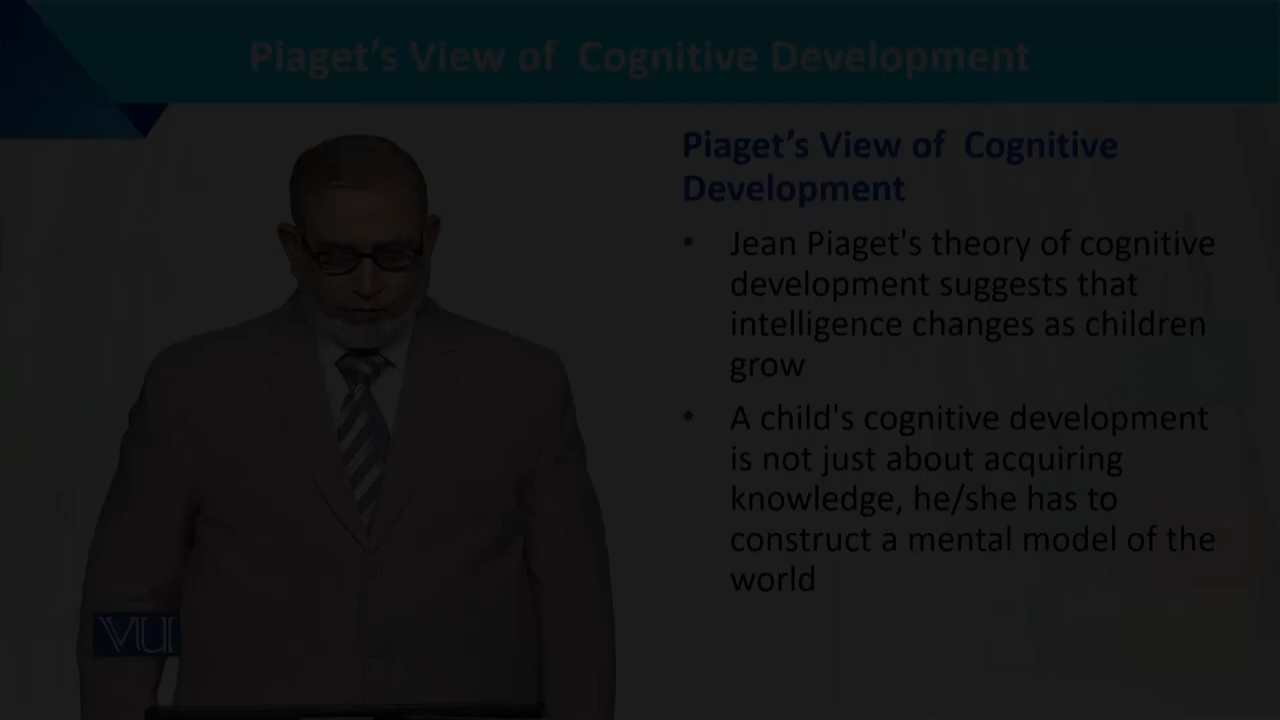 Piaget’s View of Cognitive Development
Piaget’s View of Cognitive
Development
• Jean Piaget's theory of cognitive
development suggests that
intelligence changes as children
grow
• A child's cognitive development
is not just about acquiring
knowledge, he/she has to
construct a mental model of the
world
VU